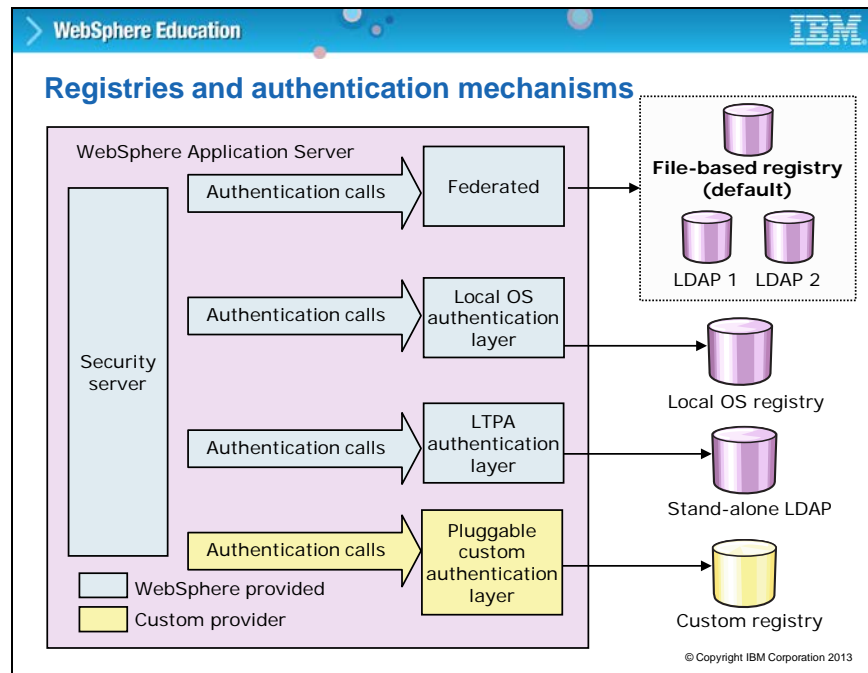 WebSphere Education
IBM
Registries and authentication mechanisms
WebSphere Application Server
Security
server
Authentication calls
Federated
File-based registry
(default)
LDAP 1
LDAP 2
Authentication calls
Local OS
authentication
layer
Local OS registry
Authentication calls
LTPA
authentication
layer
Stand-alone LDAP
Authentication calls
Pluggable
custom
authentication
layer
Custom registry
WebSphere provided
Custom provider
© Copyright IBM Corporation 2013